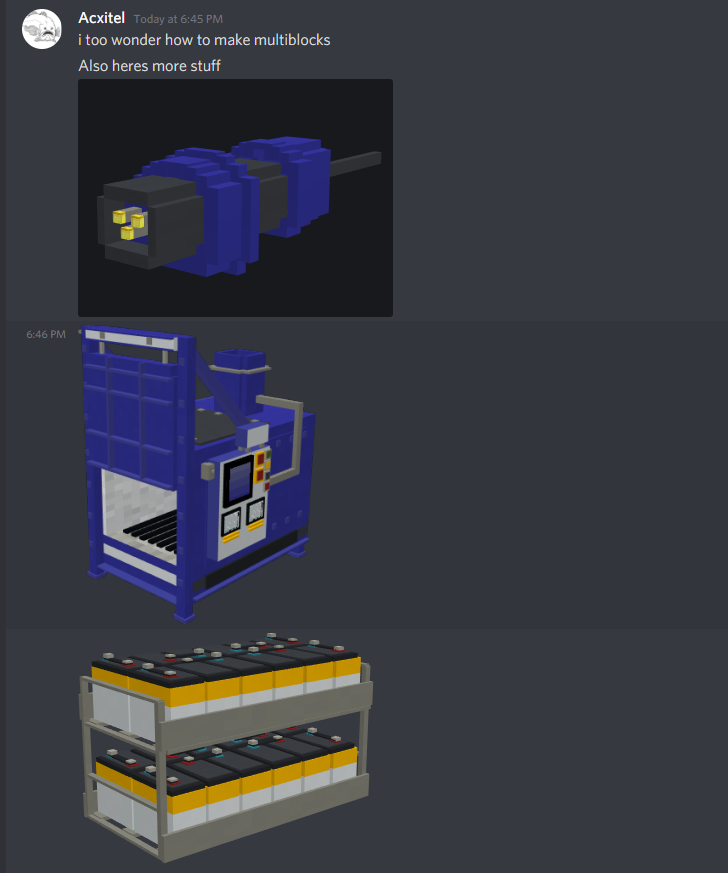 Acxitel Today at 6:45 PM
i too wonder how to make multiblocks
Also heres more stuff
6:46 PM